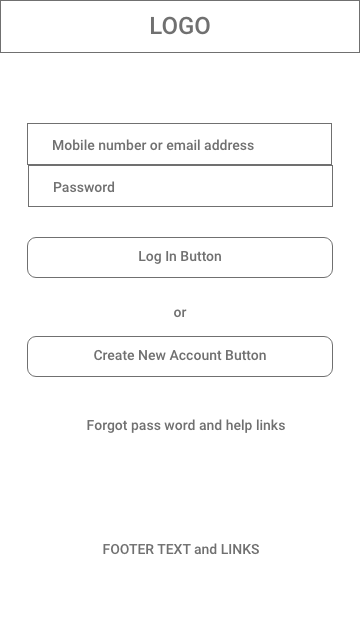 LOGO
Mobile number or email address
Password
Log In Button
or
Create New Account Button
Forgot pass word and help links
FOOTER TEXT and LINKS